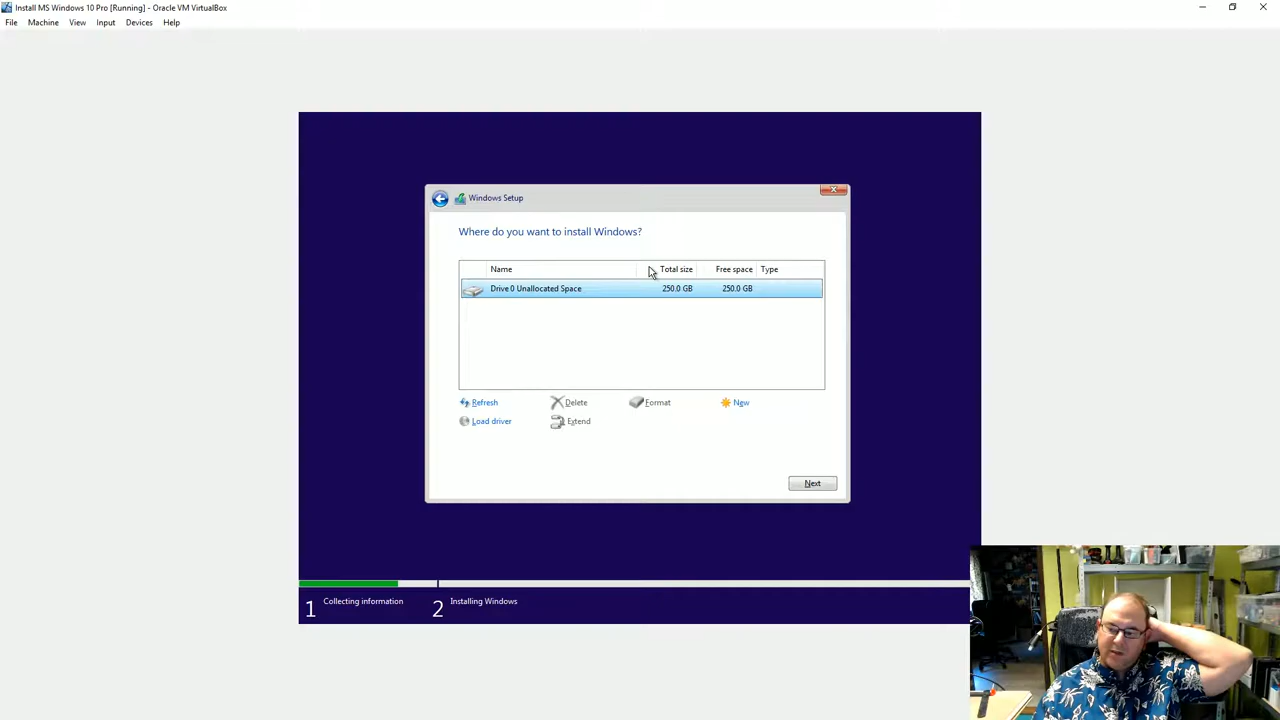 Install MS Windows 10 Pro [Running] - Oracle VM VirtualBox
File Machine View Input Devices Help
Windows Setup
Where do you want to install Windows?
Name Total size Free space Type
Drive 0 Unallocated Space 250.0 GB 250.0 GB
Refresh Delete Format New
Load driver Extend
Next
1 Collecting information 2 Installing Windows